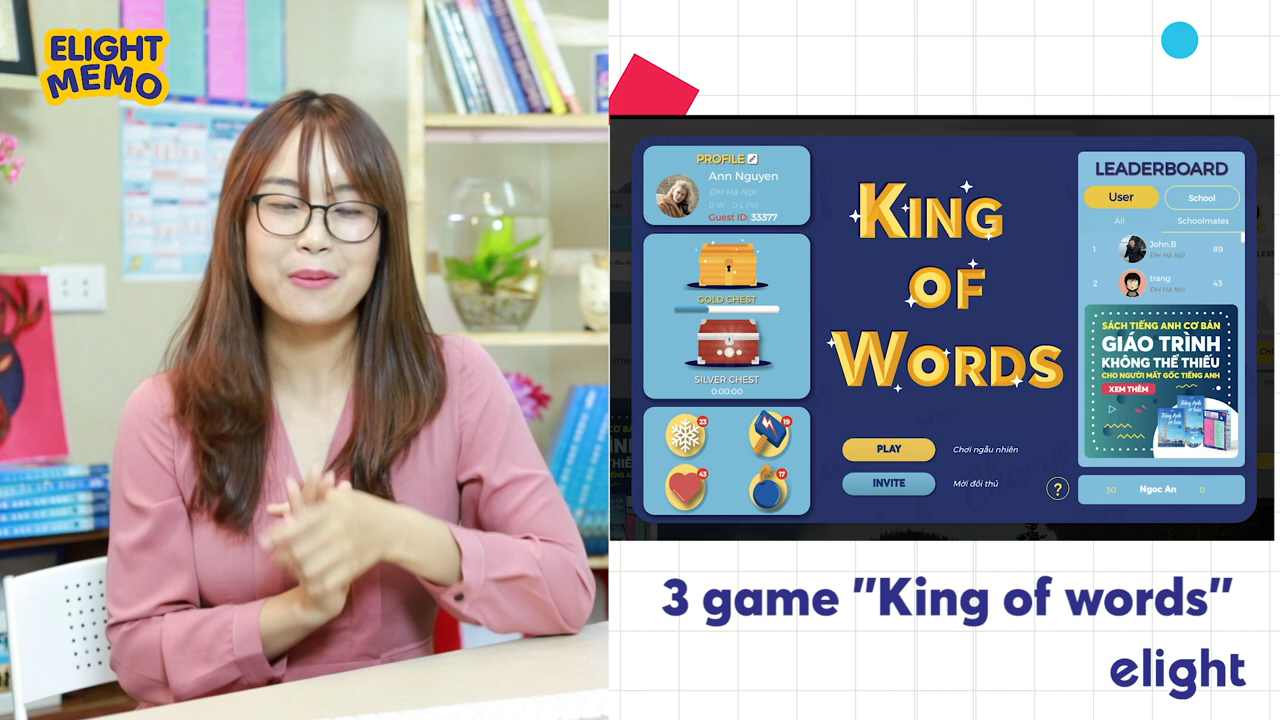 ELIGHT
MEMO
PROFILE
Ann Nguyen
ĐH Hà Nội
0 W - 0 L (%)
Guest ID: 33377
GOLD CHEST
SILVER CHEST
0:00:00
23
19
43
17
KING
OF
WORDS
PLAY
Chơi ngẫu nhiên
INVITE
Mời đối thủ
?
LEADERBOARD
User
School
All
Schoolmates
1
John.B
ĐH Hà Nội
89
2
trang
ĐH Hà Nội
43
SÁCH TIẾNG ANH CƠ BẢN
GIÁO TRÌNH
KHÔNG THỂ THIẾU
CHO NGƯỜI MẤT GỐC TIẾNG ANH
XEM THÊM
30
Ngoc An
0
3 game "King of words"
elight